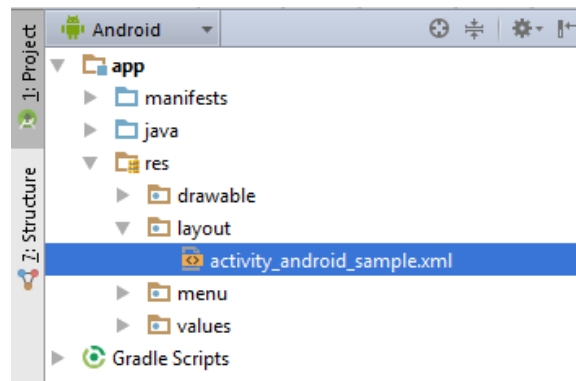 1: Project
7: Structure
Android
app
manifests
java
res
drawable
layout
activity_android_sample.xml
menu
values
Gradle Scripts